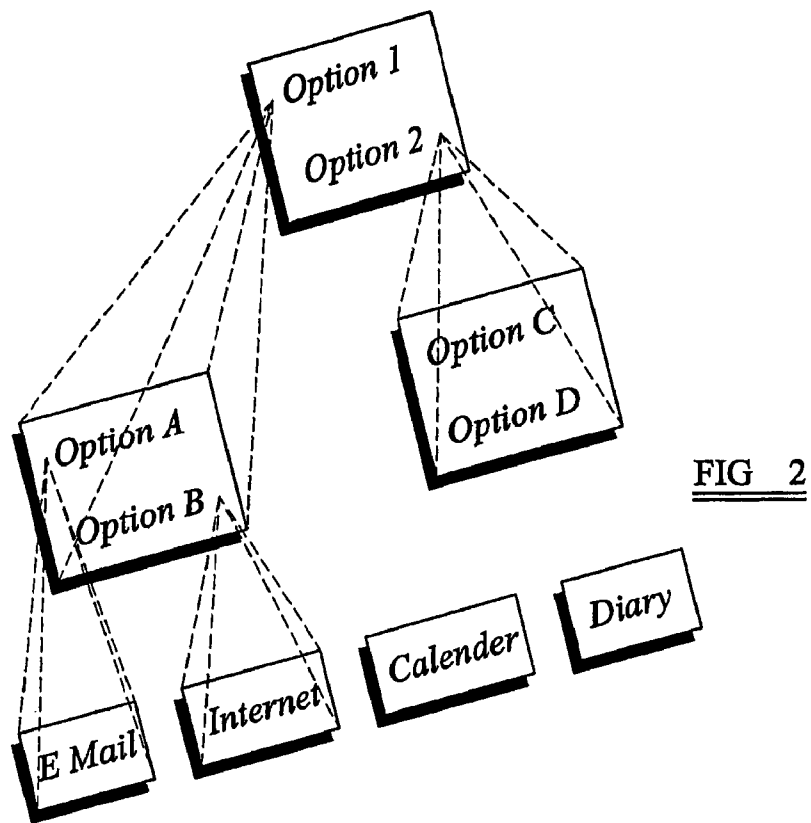 Option 1
Option 2
Option C
Option D
Option A
Option B
FIG 2
Diary
Calender
Internet
E Mail